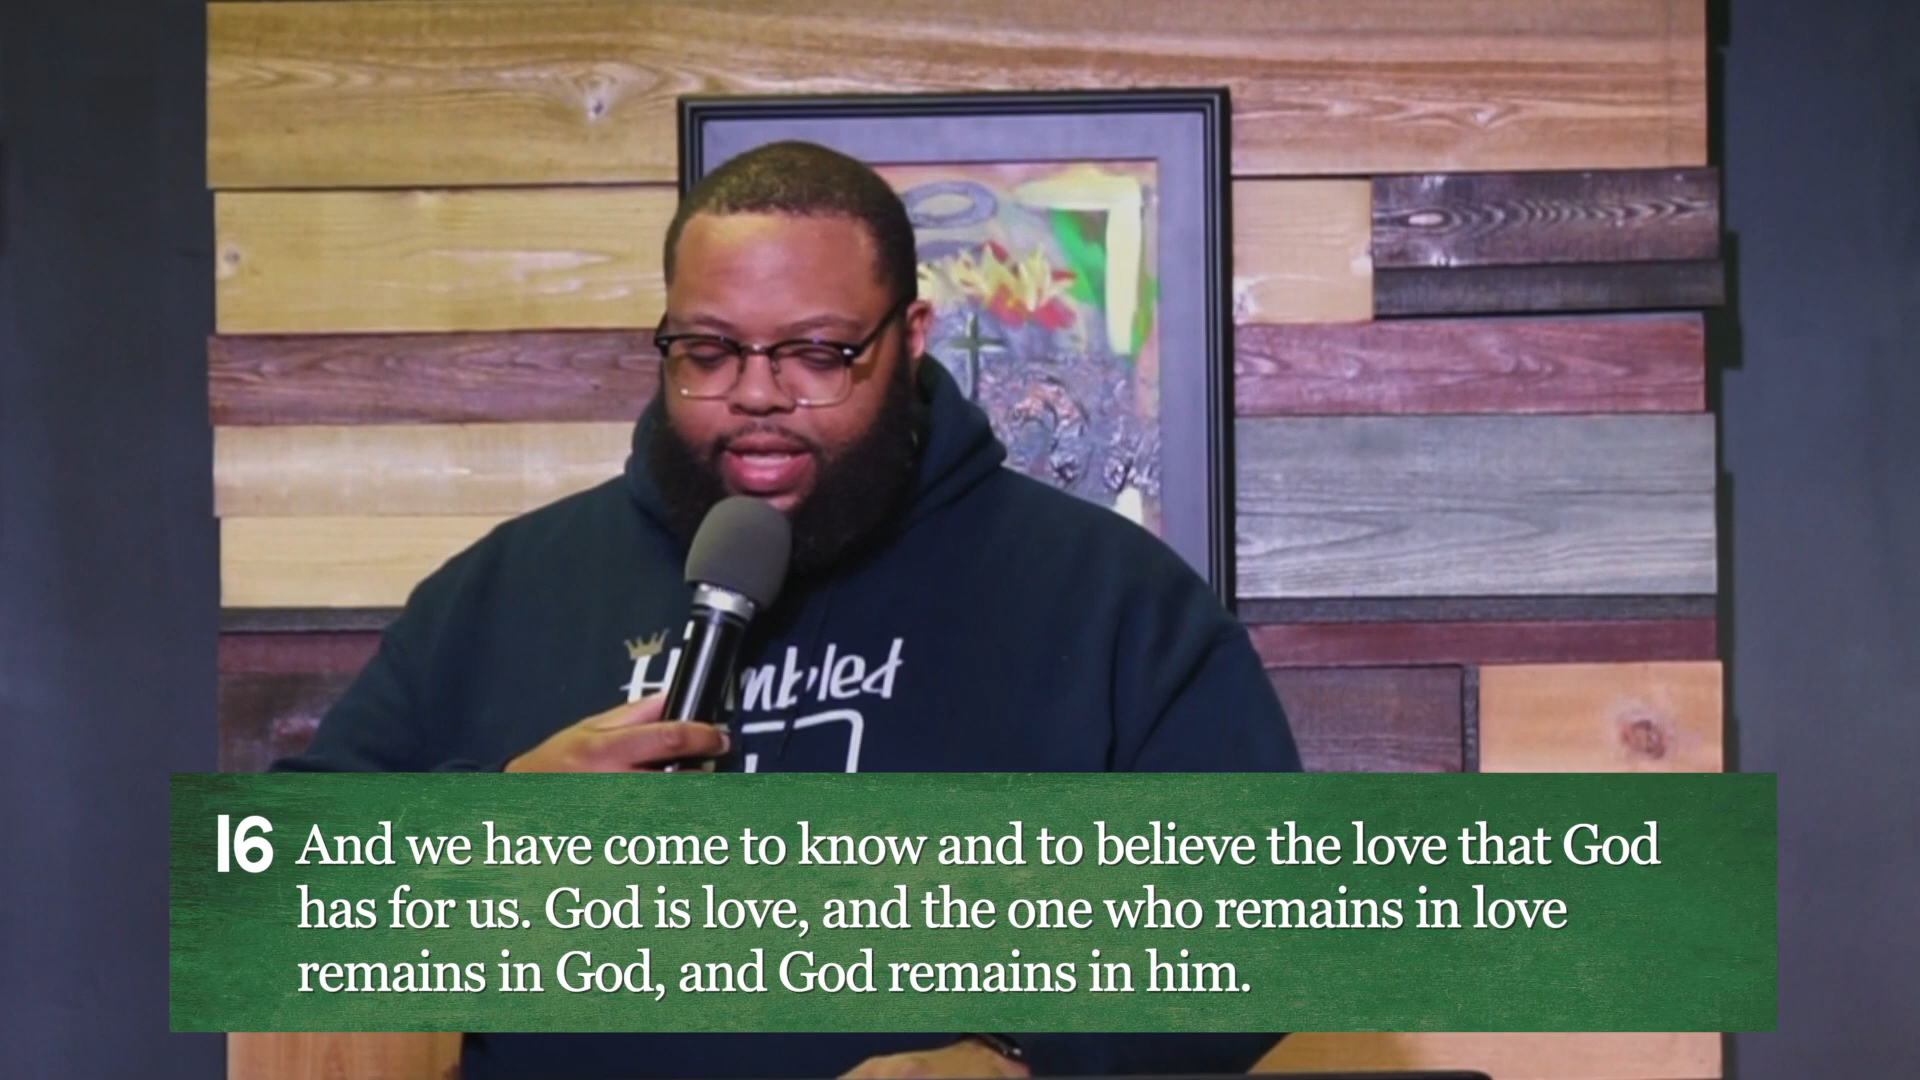 Humbled
16 And we have come to know and to believe the love that God
has for us. God is love, and the one who remains in love
remains in God, and God remains in him.